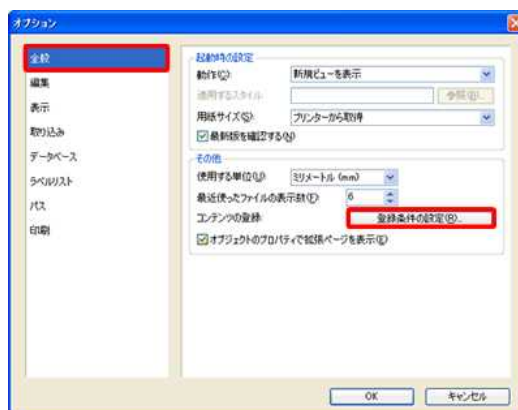 オプション
全般
編集
表示
取り込み
データベース
ラベルリスト
パス
印刷
起動時の設定
動作(C): 新規ビューを表示
適用するスタイル: 参照(B)...
用紙サイズ(S): プリンターから取得
最新版を確認する(N)
その他
使用する単位(U): ミリメートル (mm)
最近使ったファイルの表示数(F): 6
コンテンツの登録: 登録条件の設定(R)...
オブジェクトのプロパティで拡張ページを表示(E)
OK キャンセル